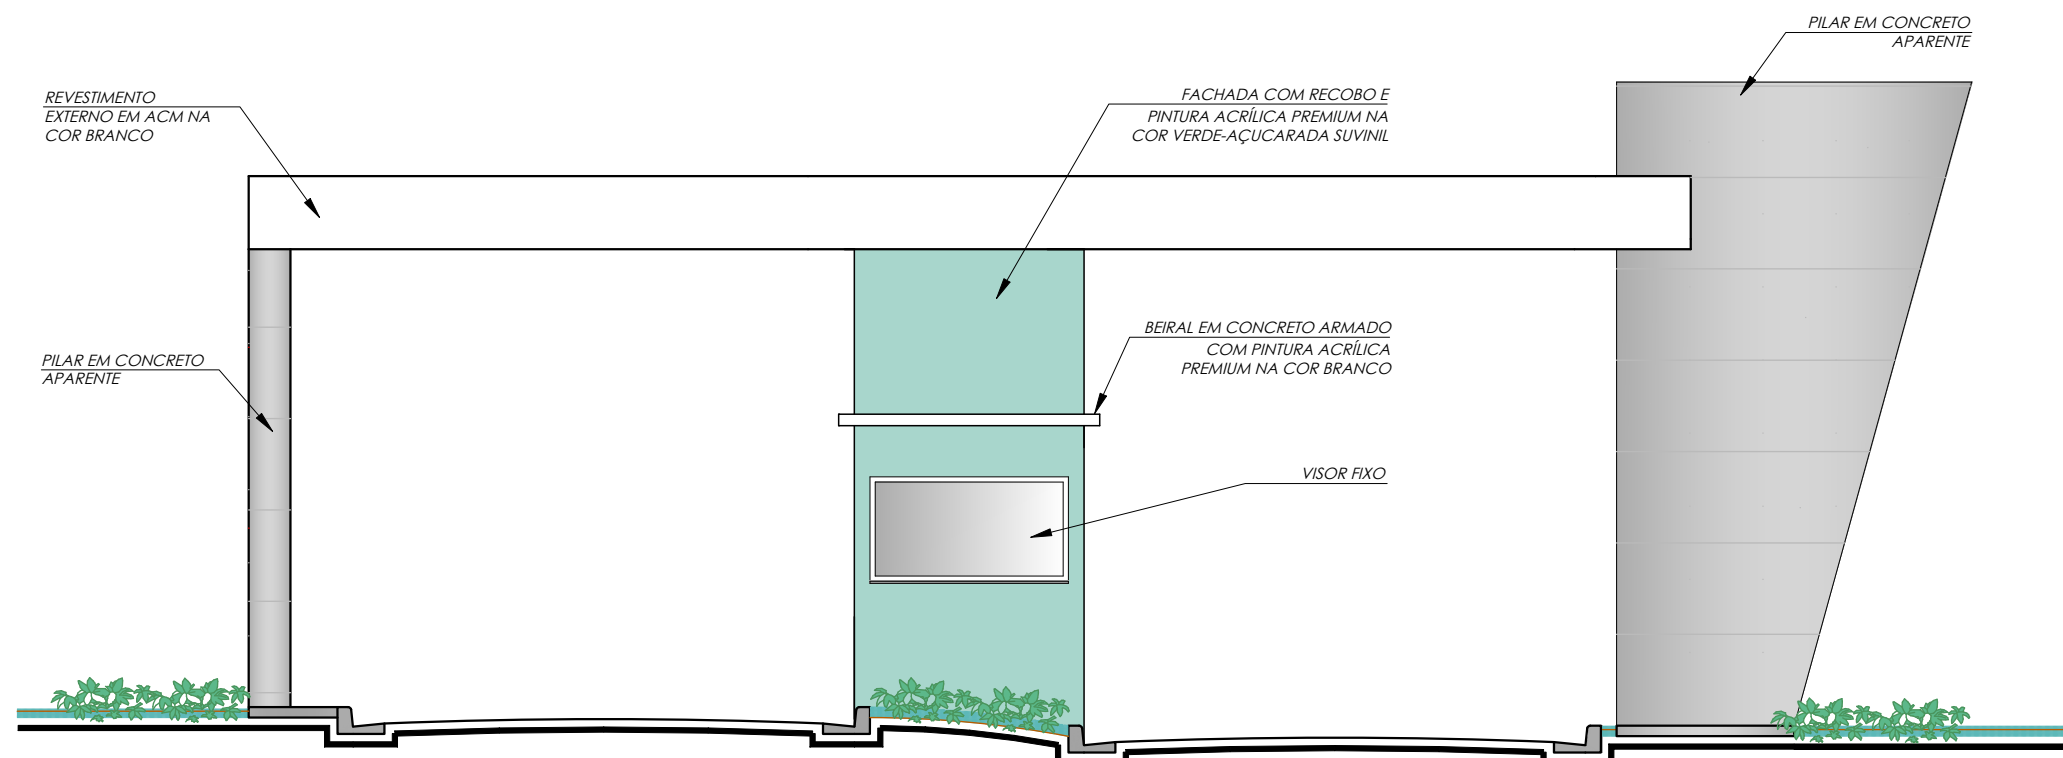 PILAR EM CONCRETO
APARENTE
REVESTIMENTO
EXTERNO EM ACM NA
COR BRANCO
FACHADA COM RECOBO E
PINTURA ACRÍLICA PREMIUM NA
COR VERDE-AÇUCARADA SUVINIL
BEIRAL EM CONCRETO ARMADO
COM PINTURA ACRÍLICA
PREMIUM NA COR BRANCO
PILAR EM CONCRETO
APARENTE
VISOR FIXO